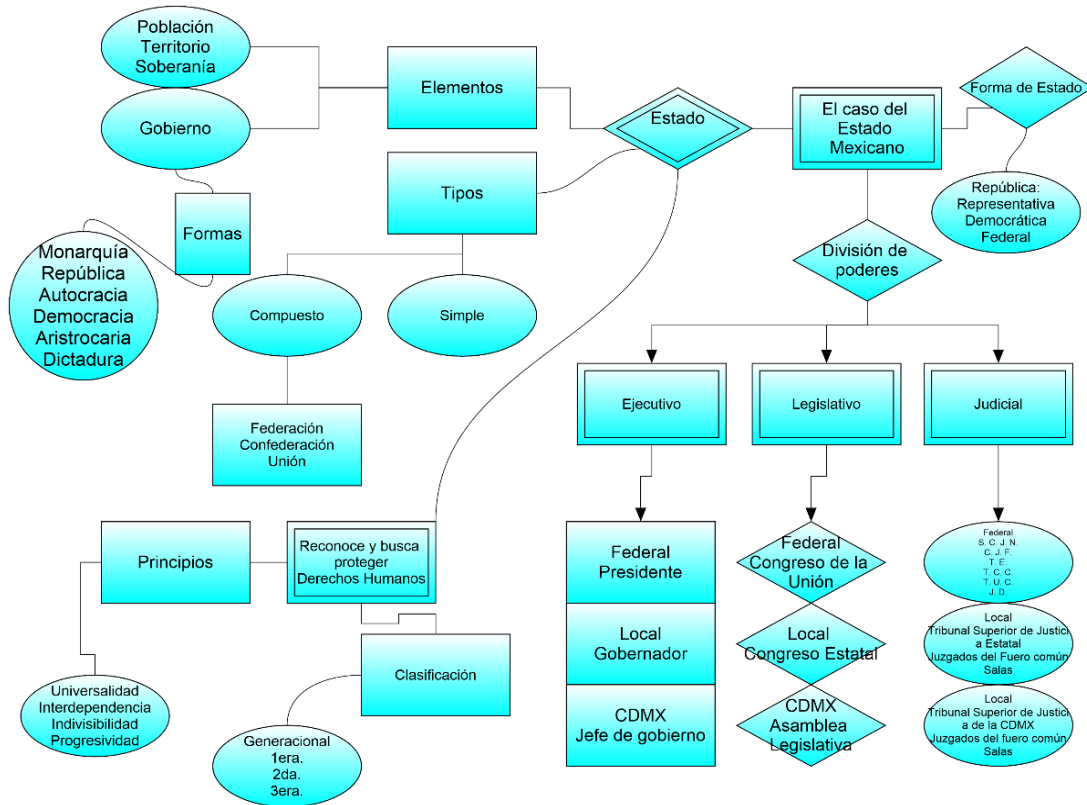 Población
Territorio
Soberanía
Gobierno
Elementos
Estado
El caso del
Estado
Mexicano
Forma de Estado
República:
Representativa
Democrática
Federal
Tipos
Formas
Monarquía
República
Autocracia
Democracia
Aristrocaria
Dictadura
Compuesto
Simple
Federación
Confederación
Unión
División de
poderes
Ejecutivo
Legislativo
Judicial
Federal
Presidente
Local
Gobernador
CDMX
Jefe de gobierno
Federal
Congreso de la
Unión
Local
Congreso Estatal
CDMX
Asamblea
Legislativa
Federal
S. C. J. N.
C. J. F.
T. E.
T. C. C.
T. U. C.
J. D.
Local
Tribunal Superior de Justici
a Estatal
Juzgados del Fuero común
Salas
Local
Tribunal Superior de Justici
a de la CDMX
Juzgados del fuero común
Salas
Principios
Reconoce y busca
proteger
Derechos Humanos
Clasificación
Universalidad
Interdependencia
Indivisibilidad
Progresividad
Generacional
1era.
2da.
3era.